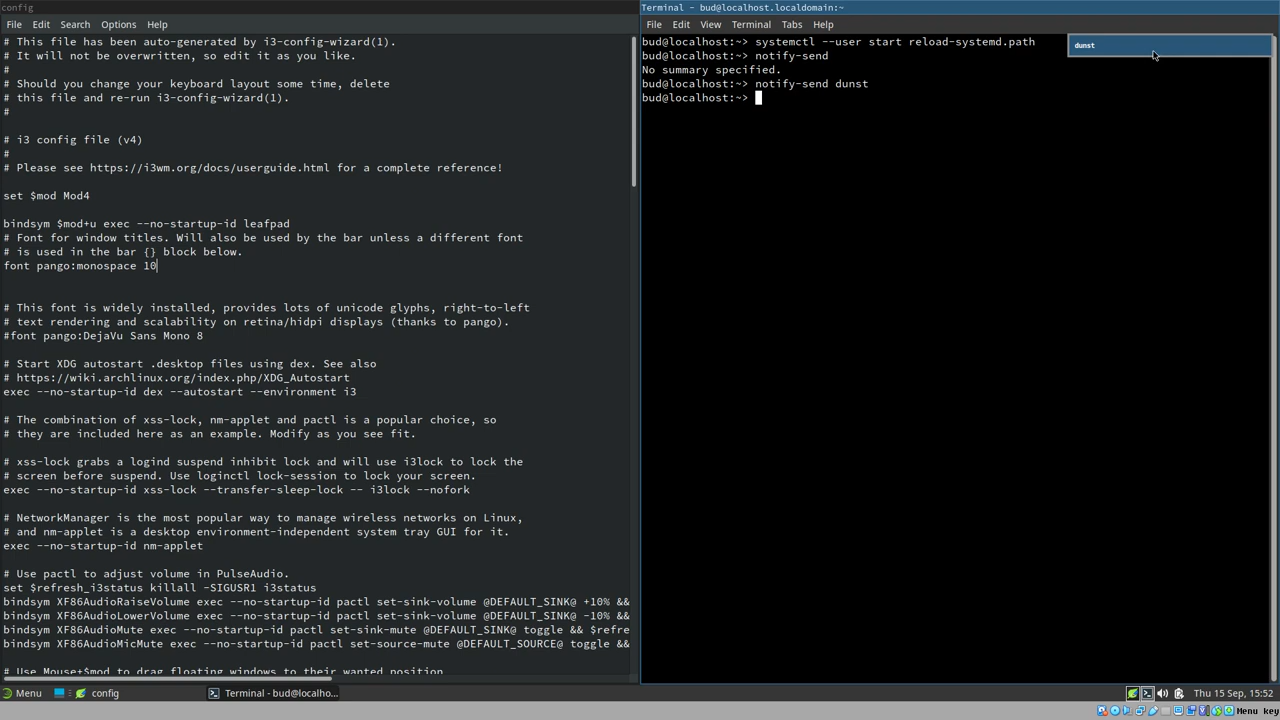 config
File Edit Search Options Help
# This file has been auto-generated by i3-config-wizard(1).
# It will not be overwritten, so edit it as you like.
#
# Should you change your keyboard layout some time, delete
# this file and re-run i3-config-wizard(1).
#
# i3 config file (v4)
#
# Please see https://i3wm.org/docs/userguide.html for a complete reference!
set $mod Mod4
bindsym $mod+u exec --no-startup-id leafpad
# Font for window titles. Will also be used by the bar unless a different font
# is used in the bar {} block below.
font pango:monospace 10
# This font is widely installed, provides lots of unicode glyphs, right-to-left
# text rendering and scalability on retina/hidpi displays (thanks to pango).
#font pango:DejaVu Sans Mono 8
# Start XDG autostart .desktop files using dex. See also
# https://wiki.archlinux.org/index.php/XDG_Autostart
exec --no-startup-id dex --autostart --environment i3
# The combination of xss-lock, nm-applet and pactl is a popular choice, so
# they are included here as an example. Modify as you see fit.
# xss-lock grabs a logind suspend inhibit lock and will use i3lock to lock the
# screen before suspend. Use loginctl lock-session to lock your screen.
exec --no-startup-id xss-lock --transfer-sleep-lock -- i3lock --nofork
# NetworkManager is the most popular way to manage wireless networks on Linux,
# and nm-applet is a desktop environment-independent system tray GUI for it.
exec --no-startup-id nm-applet
# Use pactl to adjust volume in PulseAudio.
set $refresh_i3status killall -SIGUSR1 i3status
bindsym XF86AudioRaiseVolume exec --no-startup-id pactl set-sink-volume @DEFAULT_SINK@ +10% &&
bindsym XF86AudioLowerVolume exec --no-startup-id pactl set-sink-volume @DEFAULT_SINK@ -10% &&
bindsym XF86AudioMute exec --no-startup-id pactl set-sink-mute @DEFAULT_SINK@ toggle && $refre
bindsym XF86AudioMicMute exec --no-startup-id pactl set-source-mute @DEFAULT_SOURCE@ toggle &&
# Use Mouse+$mod to drag floating windows to their wanted position
Terminal - bud@localhost.localdomain:~
File Edit View Terminal Tabs Help
bud@localhost:~> systemctl --user start reload-systemd.path
bud@localhost:~> notify-send
No summary specified.
bud@localhost:~> notify-send dunst
bud@localhost:~>
dunst
Menu config Terminal - bud@localho... Thu 15 Sep, 15:52
Menu key